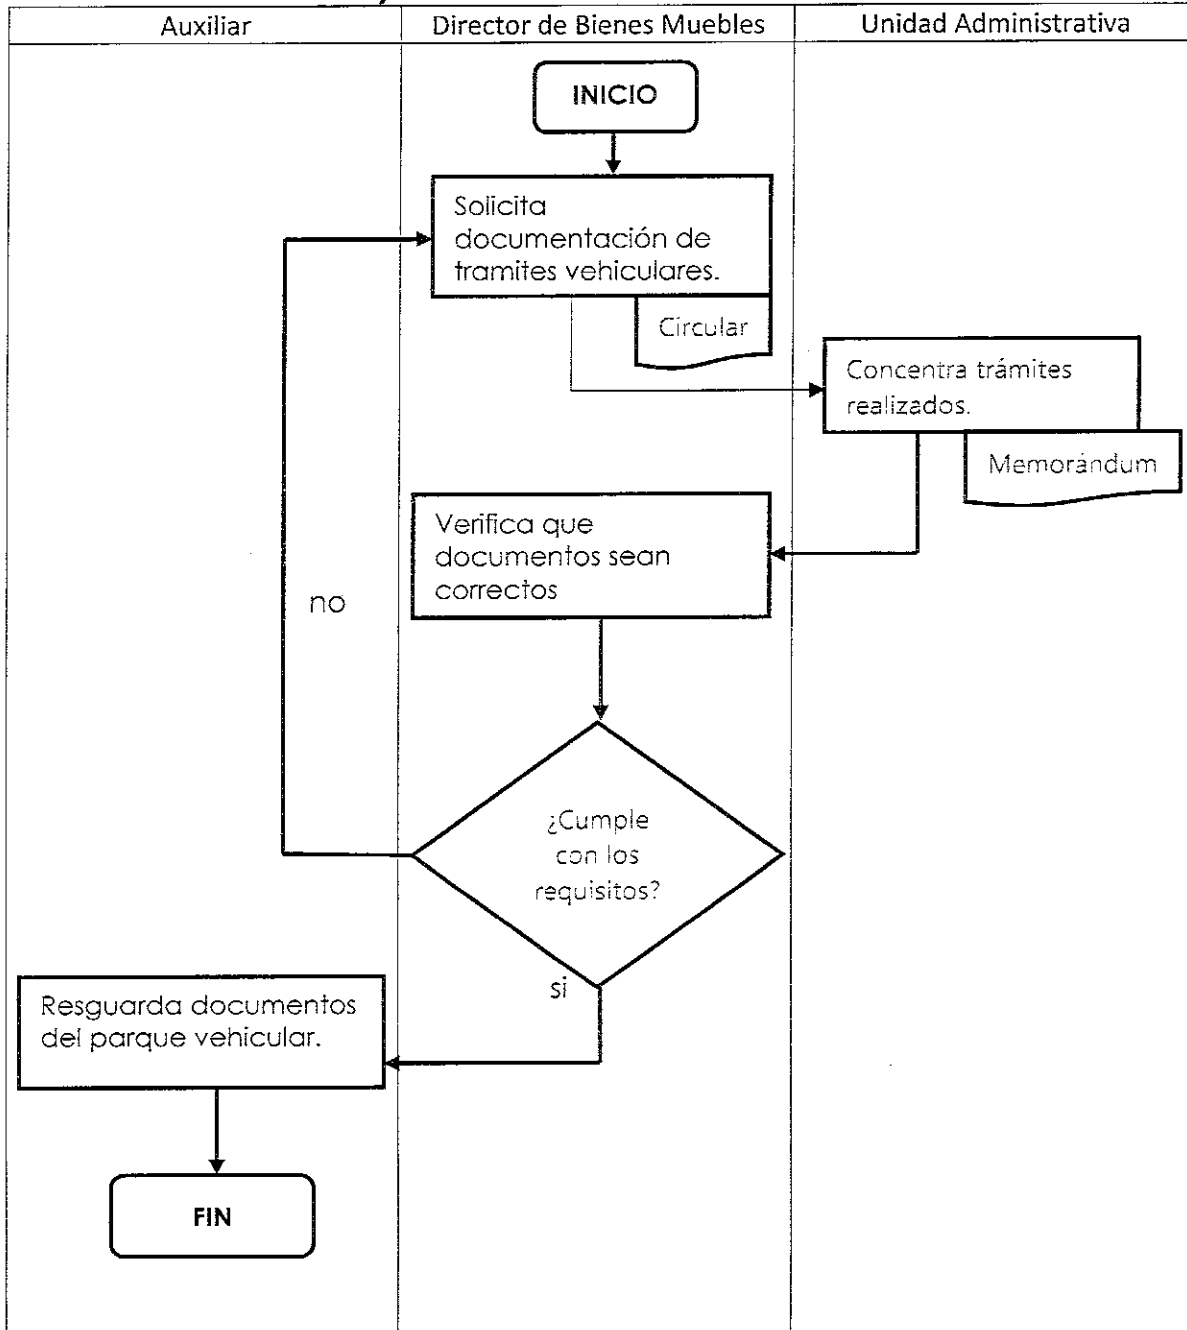 Auxiliar
Director de Bienes Muebles
Unidad Administrativa
INICIO
Solicita
documentación de
tramites vehiculares.
Circular
Concentra trámites
realizados.
Memorándum
Verifica que
documentos sean
correctos
no
¿Cumple
con los
requisitos?
si
Resguarda documentos
del parque vehicular.
FIN